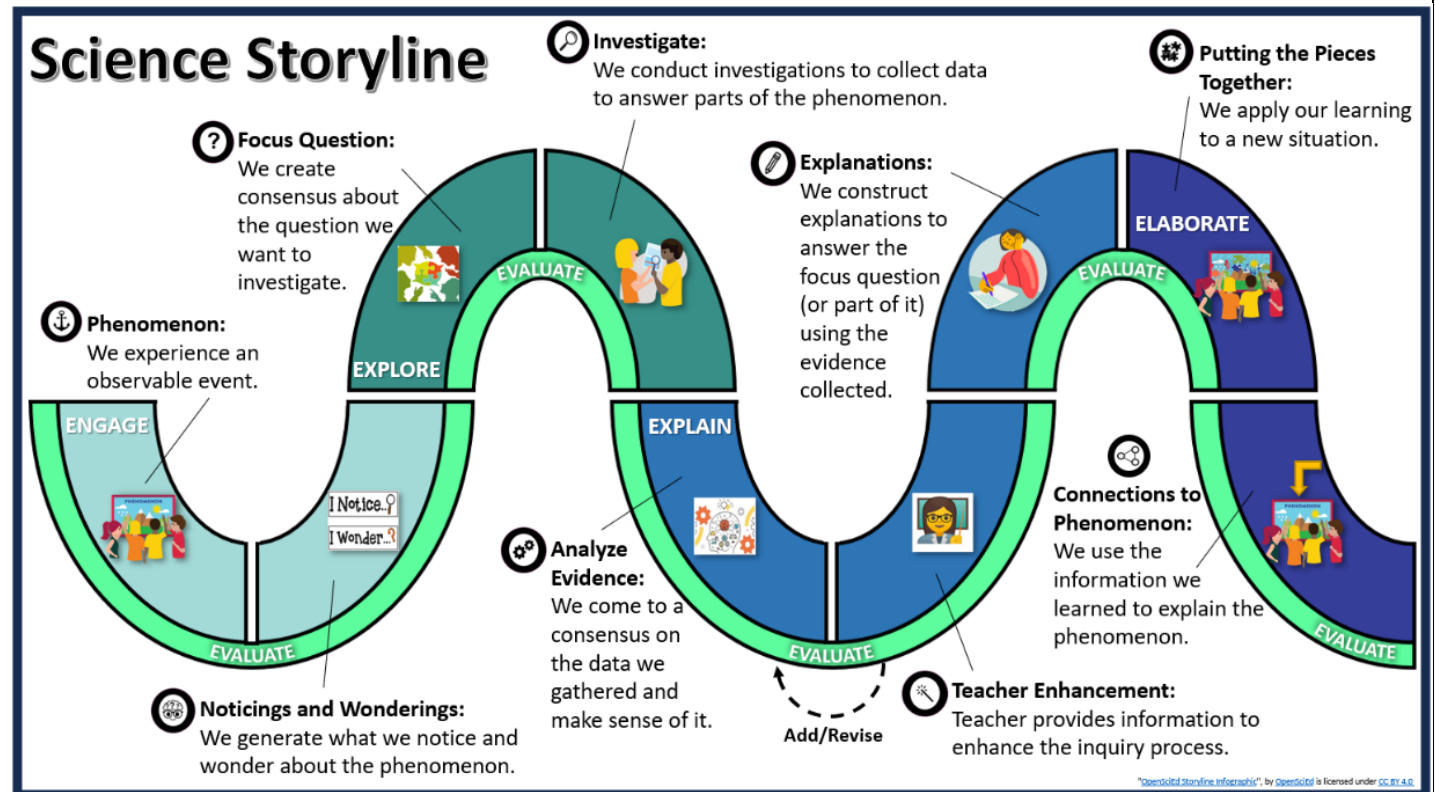 Science Storyline
Phenomenon:
We experience an
observable event.
ENGAGE
PHENOMENON
Noticings and Wonderings:
We generate what we notice and
wonder about the phenomenon.
I Notice..
I Wonder...?
EVALUATE
Focus Question:
We create
consensus about
the question we
want to
investigate.
EXPLORE
Investigate:
We conduct investigations to collect data
to answer parts of the phenomenon.
EVALUATE
Analyze
Evidence:
We come to a
consensus on
the data we
gathered and
make sense of it.
EXPLAIN
EVALUATE
Add/Revise
Teacher Enhancement:
Teacher provides information to
enhance the inquiry process.
Explanations:
We construct
explanations to
answer the
focus question
(or part of it)
using the
evidence
collected.
EVALUATE
Putting the Pieces
Together:
We apply our learning
to a new situation.
ELABORATE
Connections to
Phenomenon:
We use the
information we
learned to explain the
phenomenon.
PHENOMENON
EVALUATE
"OpenSciEd Storyline Infographic", by OpenSciEd is licensed under CC BY 4.0